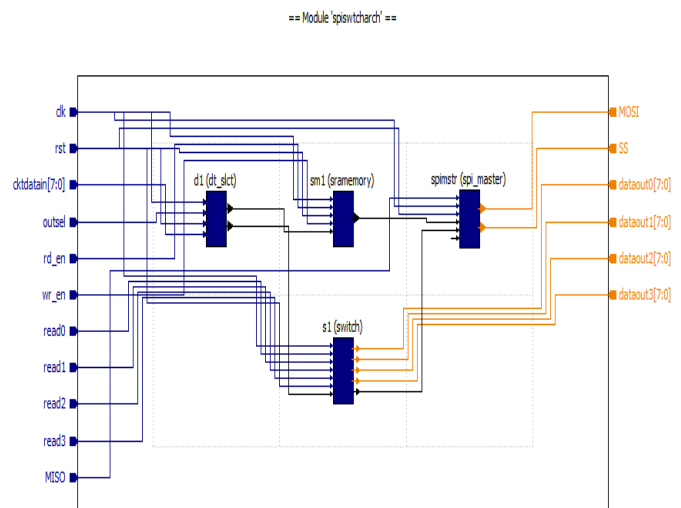 == Module 'spiswtcharch' ==
clk
rst
cktdatain[7:0]
outsel
rd_en
wr_en
read0
read1
read2
read3
MISO
d1 (dt_slct)
sm1 (sramemory)
spimstr (spi_master)
s1 (switch)
MOSI
SS
dataout0[7:0]
dataout1[7:0]
dataout2[7:0]
dataout3[7:0]